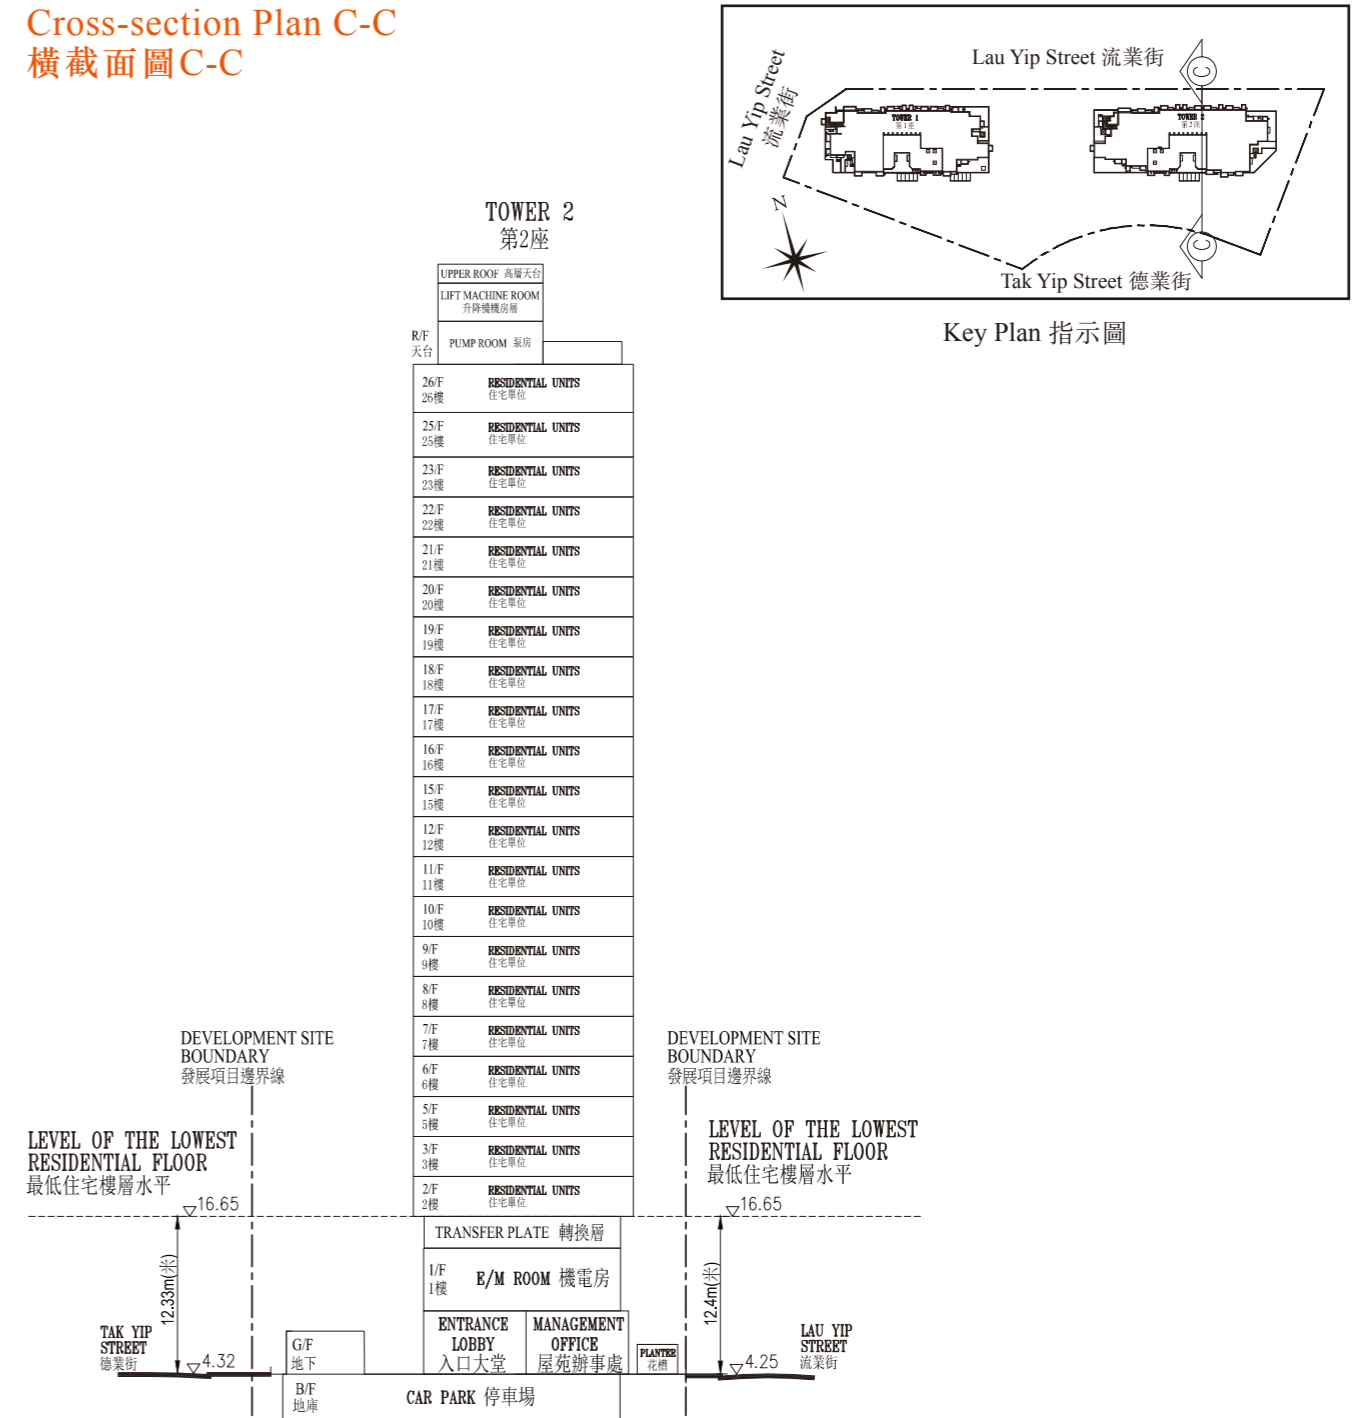 Cross-section Plan C-C
橫截面圖C-C
Lau Yip Street 流業街
C
Lau Yip Street
流業街
TOWER 1
第1座
TOWER 2
第2座
N
C
Tak Yip Street 德業街
Key Plan 指示圖
TOWER 2
第2座
UPPER ROOF 高層天台
LIFT MACHINE ROOM
升降機機房層
R/F
天台
PUMP ROOM 泵房
26/F RESIDENTIAL UNITS
26樓 住宅單位
25/F RESIDENTIAL UNITS
25樓 住宅單位
23/F RESIDENTIAL UNITS
23樓 住宅單位
22/F RESIDENTIAL UNITS
22樓 住宅單位
21/F RESIDENTIAL UNITS
21樓 住宅單位
20/F RESIDENTIAL UNITS
20樓 住宅單位
19/F RESIDENTIAL UNITS
19樓 住宅單位
18/F RESIDENTIAL UNITS
18樓 住宅單位
17/F RESIDENTIAL UNITS
17樓 住宅單位
16/F RESIDENTIAL UNITS
16樓 住宅單位
15/F RESIDENTIAL UNITS
15樓 住宅單位
12/F RESIDENTIAL UNITS
12樓 住宅單位
11/F RESIDENTIAL UNITS
11樓 住宅單位
10/F RESIDENTIAL UNITS
10樓 住宅單位
9/F RESIDENTIAL UNITS
9樓 住宅單位
8/F RESIDENTIAL UNITS
8樓 住宅單位
7/F RESIDENTIAL UNITS
7樓 住宅單位
6/F RESIDENTIAL UNITS
6樓 住宅單位
5/F RESIDENTIAL UNITS
5樓 住宅單位
3/F RESIDENTIAL UNITS
3樓 住宅單位
2/F RESIDENTIAL UNITS
2樓 住宅單位
DEVELOPMENT SITE
BOUNDARY
發展項目邊界線
DEVELOPMENT SITE
BOUNDARY
發展項目邊界線
LEVEL OF THE LOWEST
RESIDENTIAL FLOOR
最低住宅樓層水平
16.65
LEVEL OF THE LOWEST
RESIDENTIAL FLOOR
最低住宅樓層水平
16.65
TRANSFER PLATE 轉換層
1/F
1樓
E/M ROOM 機電房
12.33m(米)
12.4m(米)
ENTRANCE
LOBBY
入口大堂
MANAGEMENT
OFFICE
屋苑辦事處
PLANTER
花槽
TAK YIP
STREET
德業街
4.32
G/F
地下
LAU YIP
STREET
流業街
4.25
B/F
地庫
CAR PARK 停車場